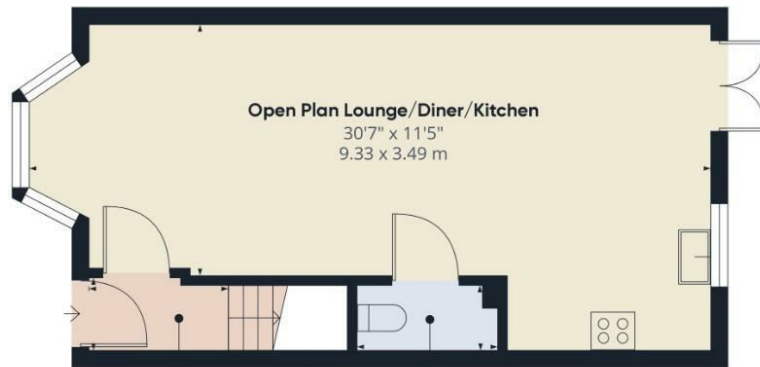 Open Plan Lounge/Diner/Kitchen
30'7" x 11'5"
9.33 x 3.49 m